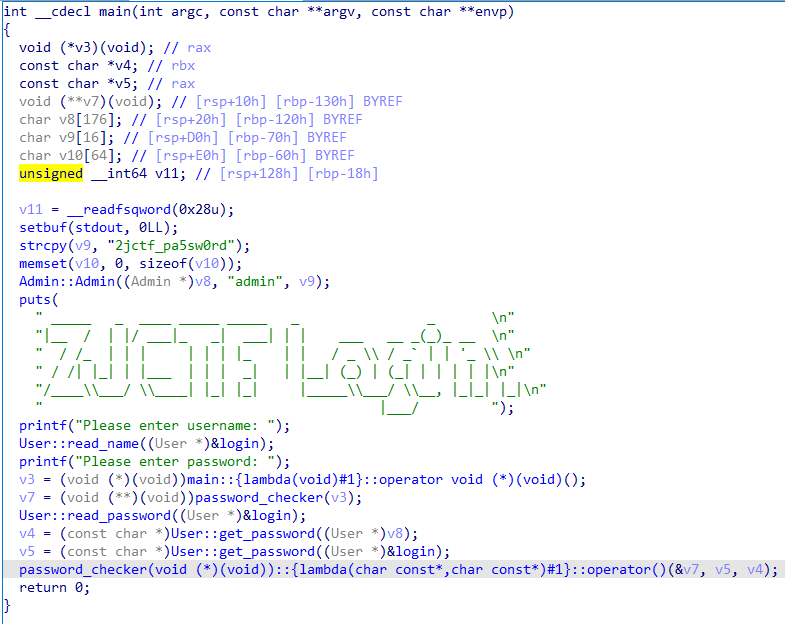 int __cdecl main(int argc, const char **argv, const char **envp)
{
  void (*v3)(void); // rax
  const char *v4; // rbx
  const char *v5; // rax
  void (**v7)(void); // [rsp+10h] [rbp-130h] BYREF
  char v8[176]; // [rsp+20h] [rbp-120h] BYREF
  char v9[16]; // [rsp+D0h] [rbp-70h] BYREF
  char v10[64]; // [rsp+E0h] [rbp-60h] BYREF
  unsigned __int64 v11; // [rsp+128h] [rbp-18h]

  v11 = __readfsqword(0x28u);
  setbuf(stdout, 0LL);
  strcpy(v9, "2jctf_pa5sw0rd");
  memset(v10, 0, sizeof(v10));
  Admin::Admin((Admin *)v8, "admin", v9);
  puts(
    " _____   _  ____ _____ _____   _                _       \n"
    "|__  /  | |/ ___|_   _|  ___| | |    ___   __ _(_)_ __  \n"
    "  / /_  | | |     | | | |_    | |   / _ \\ / _` | | '_ \\ \n"
    " / /| |_| | |___  | | |  _|   | |__| (_) | (_| | | | | |\n"
    "/____\\___/ \\____| |_| |_|     |_____\\___/ \\__, |_|_| |_|\n"
    "                                          |___/         ");
  printf("Please enter username: ");
  User::read_name((User *)&login);
  printf("Please enter password: ");
  v3 = (void (*)(void))main::{lambda(void)#1}::operator void (*)(void)();
  v7 = (void (**)(void))password_checker(v3);
  User::read_password((User *)&login);
  v4 = (const char *)User::get_password((User *)v8);
  v5 = (const char *)User::get_password((User *)&login);
  password_checker(void (*)(void))::{lambda(char const*,char const*)#1}::operator()(&v7, v5, v4);
  return 0;
}